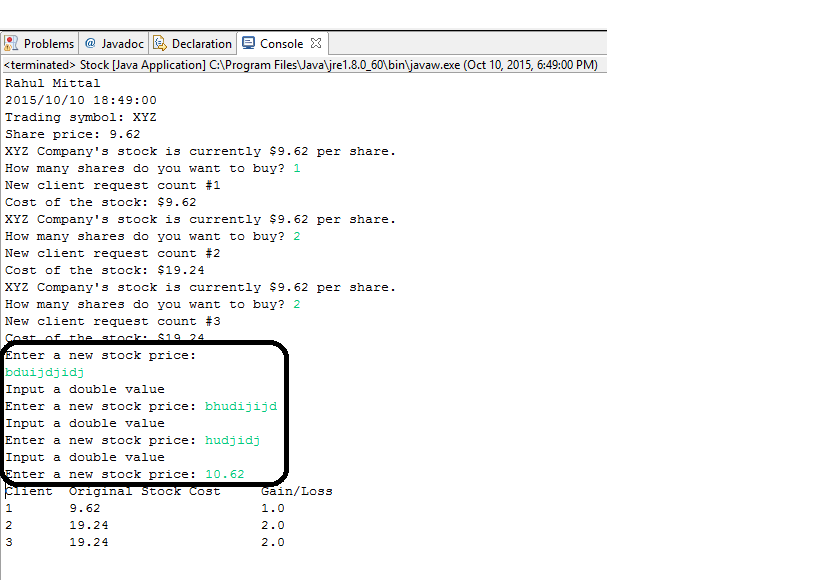 Problems @ Javadoc Declaration Console
<terminated> Stock [Java Application] C:\Program Files\Java\jre1.8.0_60\bin\javaw.exe (Oct 10, 2015, 6:49:00 PM)
Rahul Mittal
2015/10/10 18:49:00
Trading symbol: XYZ
Share price: 9.62
XYZ Company's stock is currently $9.62 per share.
How many shares do you want to buy? 1
New client request count #1
Cost of the stock: $9.62
XYZ Company's stock is currently $9.62 per share.
How many shares do you want to buy? 2
New client request count #2
Cost of the stock: $19.24
XYZ Company's stock is currently $9.62 per share.
How many shares do you want to buy? 2
New client request count #3
Cost of the stock: $19.24
Enter a new stock price:
bduijdjidj
Input a double value
Enter a new stock price: bhudijijd
Input a double value
Enter a new stock price: hudjidj
Input a double value
Enter a new stock price: 10.62
Client Original Stock Cost Gain/Loss
1 9.62 1.0
2 19.24 2.0
3 19.24 2.0